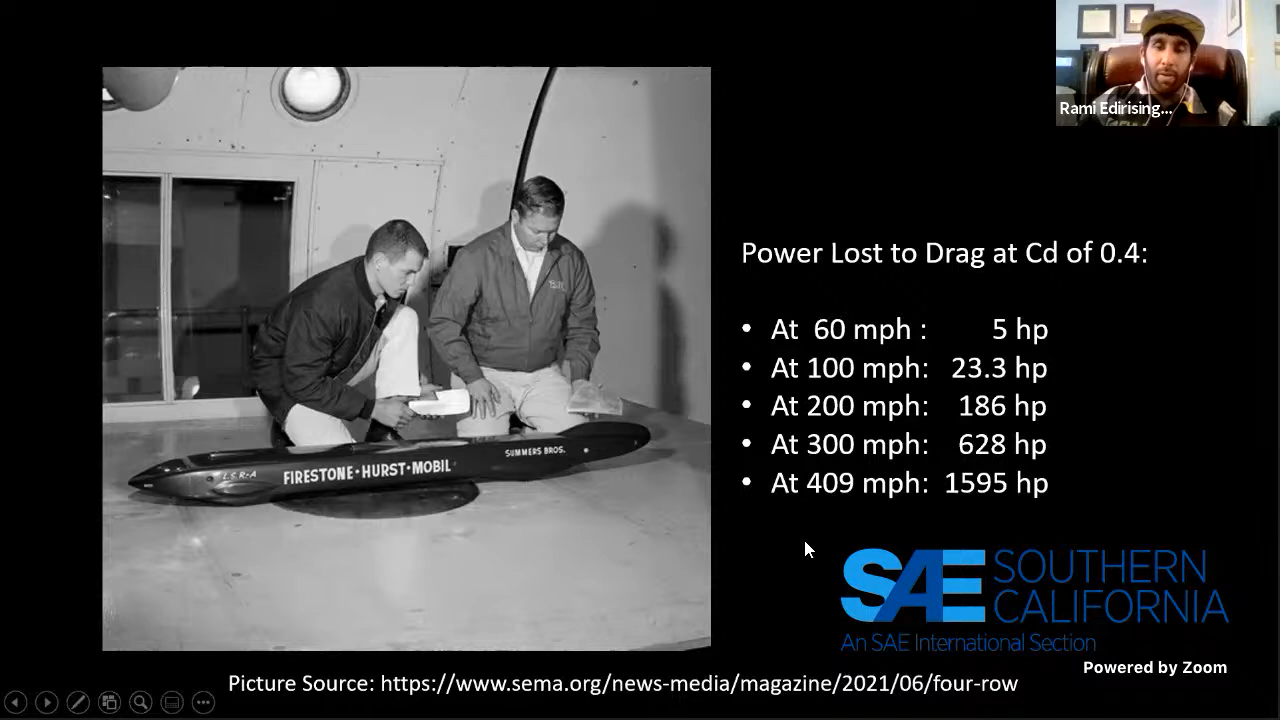 Rami Edirising...
Power Lost to Drag at Cd of 0.4:
• At 60 mph : 5 hp
• At 100 mph: 23.3 hp
• At 200 mph: 186 hp
• At 300 mph: 628 hp
• At 409 mph: 1595 hp
L.S.R-A
FIRESTONE·HURST·MOBIL
SUMMERS BROS.
SAE SOUTHERN
CALIFORNIA
An SAE International Section
Powered by Zoom
Picture Source: https://www.sema.org/news-media/magazine/2021/06/four-row